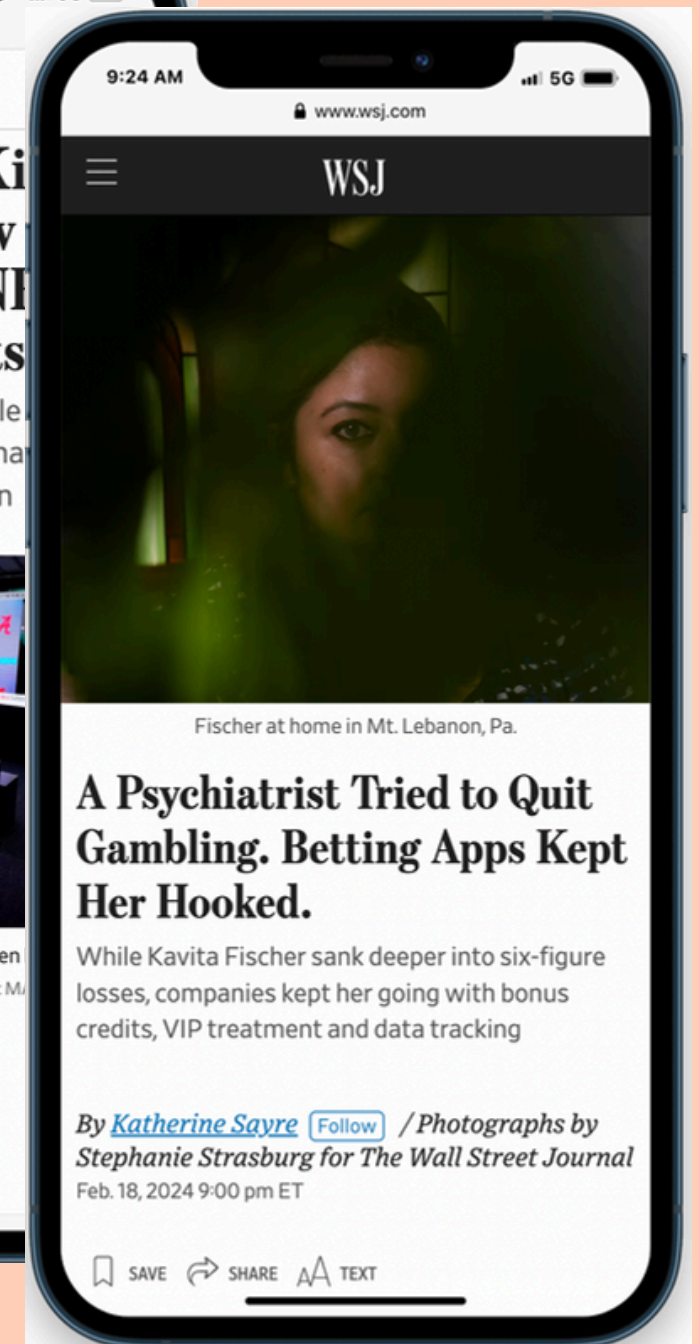 9:24 AM
5G
www.wsj.com
WSJ
Fischer at home in Mt. Lebanon, Pa.
A Psychiatrist Tried to Quit
Gambling. Betting Apps Kept
Her Hooked.
While Kavita Fischer sank deeper into six-figure
losses, companies kept her going with bonus
credits, VIP treatment and data tracking
By Katherine Sayre Follow / Photographs by
Stephanie Strasburg for The Wall Street Journal
Feb. 18, 2024 9:00 pm ET
SAVE SHARE TEXT